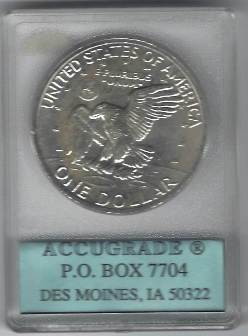 UNITED STATES OF AMERICA
E PLURIBUS
UNUM
ONE DOLLAR
ACCUGRADE ®
P.O. BOX 7704
DES MOINES, IA 50322